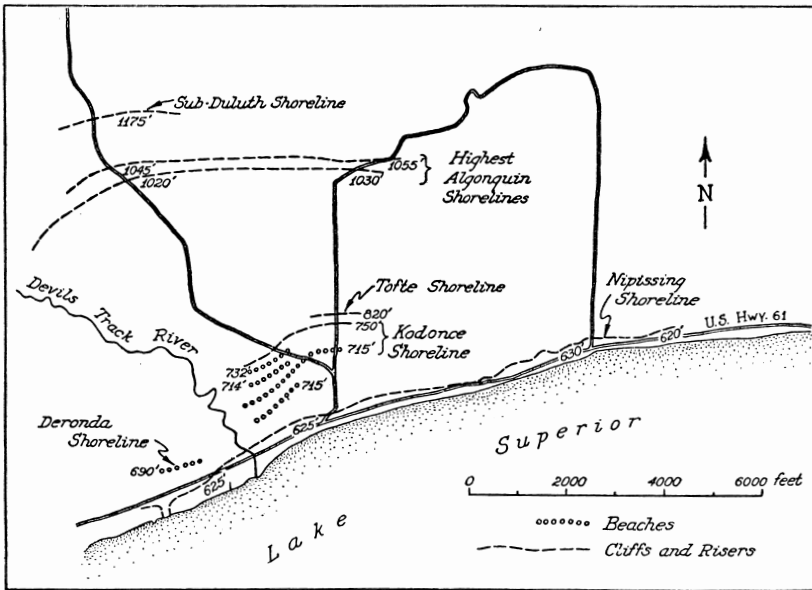 Sub-Duluth Shoreline
1175'
1045'
1020'
1055'
1030'
Highest
Algonquin
Shorelines
N
Devils
Track
River
Tofte Shoreline
820'
750'
Kodonce
Shoreline
715'
732'
714'
715'
Nipissing
Shoreline
U.S. Hwy. 61
620'
630'
625'
Deronda
Shoreline
690'
625'
Lake
Superior
0 2000 4000 6000 feet
Beaches
Cliffs and Risers